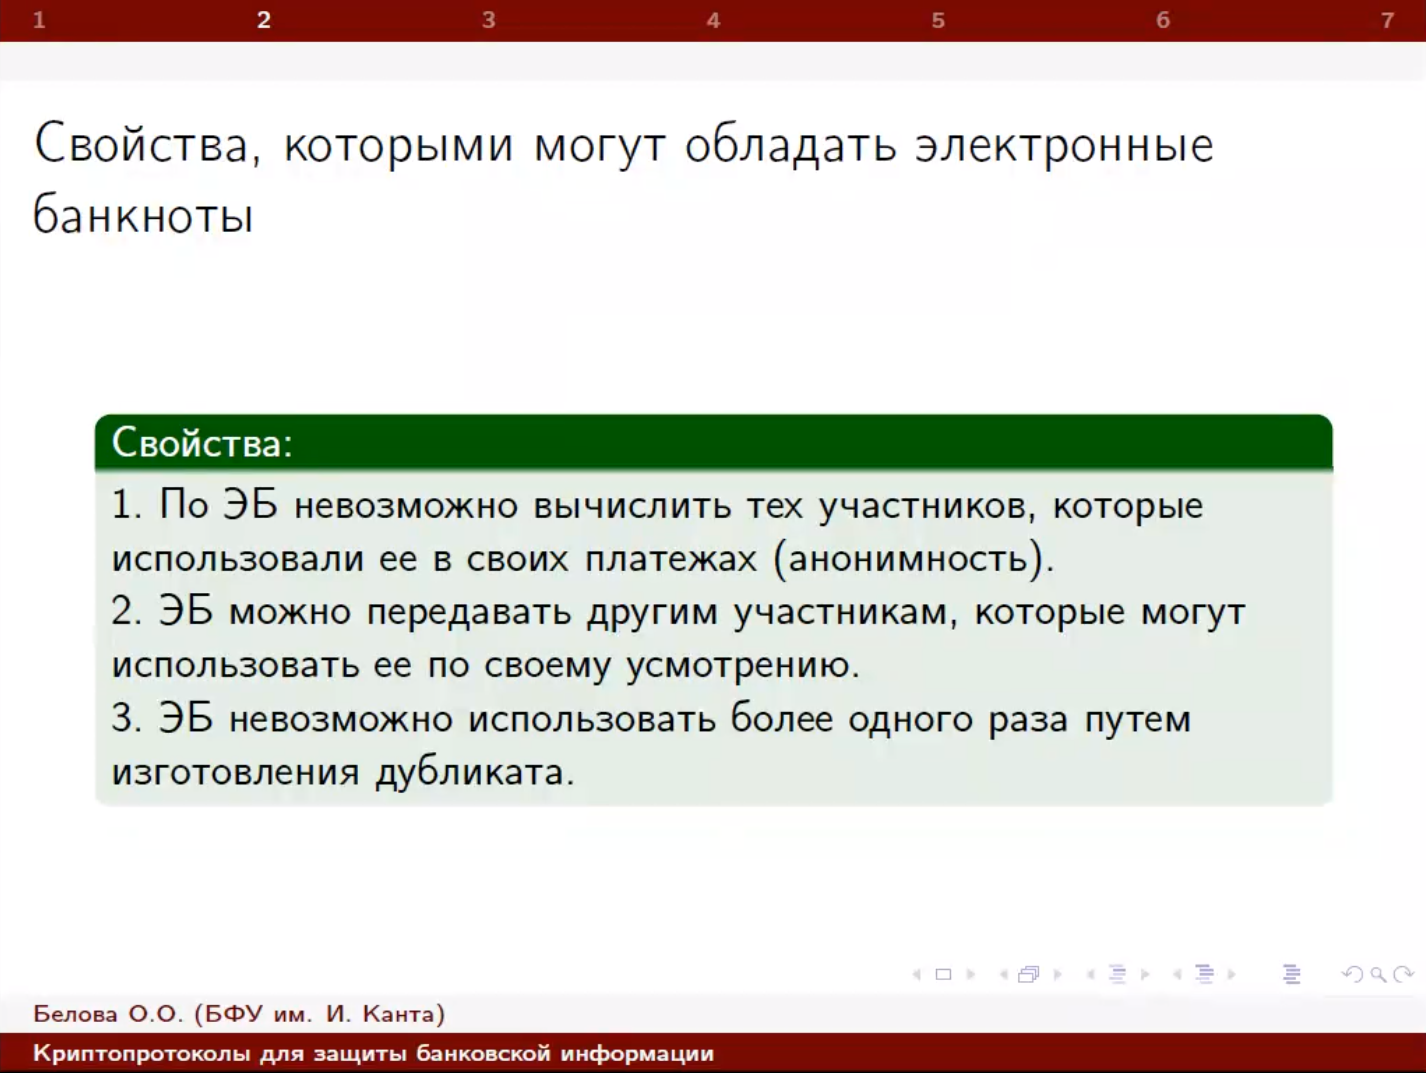 1 2 3 4 5 6 7
Свойства, которыми могут обладать электронные
банкноты
Свойства:
1. По ЭБ невозможно вычислить тех участников, которые
использовали ее в своих платежах (анонимность).
2. ЭБ можно передавать другим участникам, которые могут
использовать ее по своему усмотрению.
3. ЭБ невозможно использовать более одного раза путем
изготовления дубликата.
Белова О.О. (БФУ им. И. Канта)
Криптопротоколы для защиты банковской информации